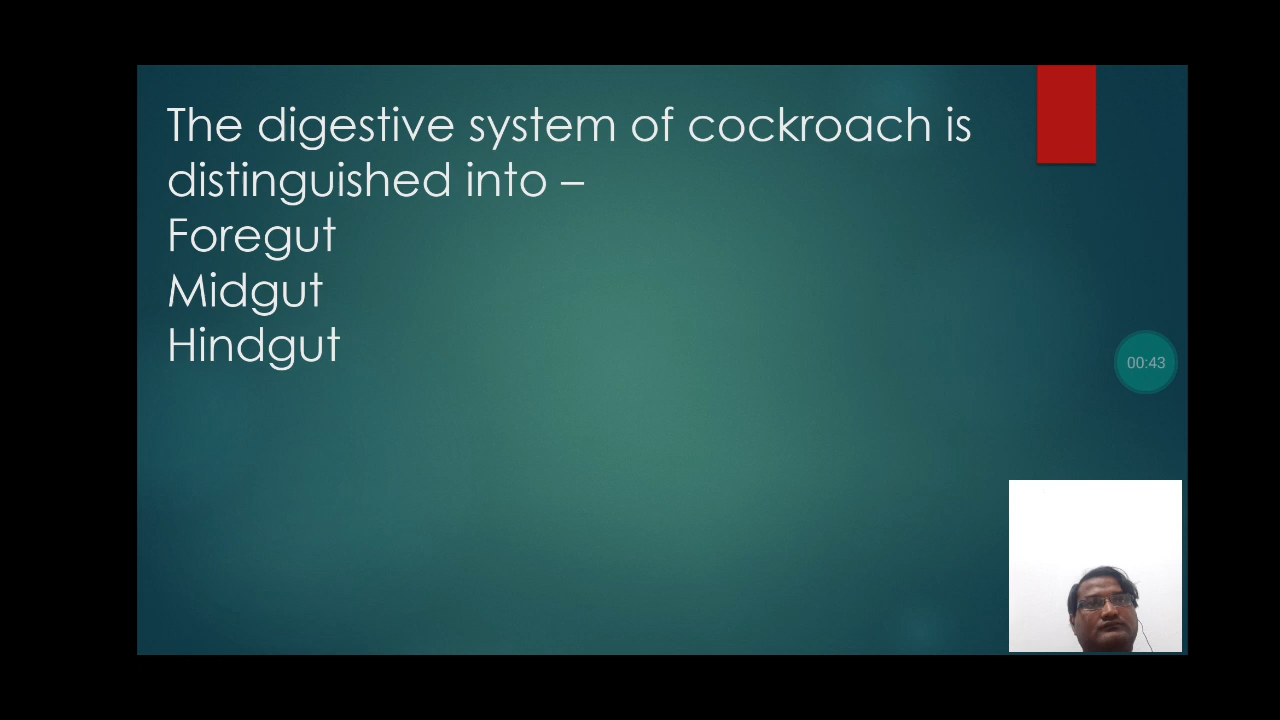 The digestive system of cockroach is
distinguished into –
Foregut
Midgut
Hindgut
00:43